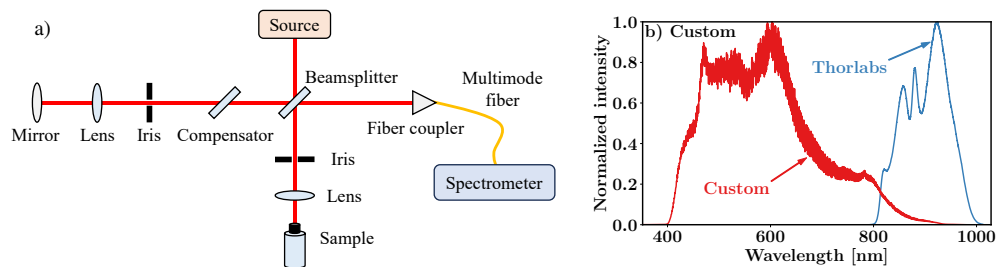 a)
Source
Beamsplitter
Multimode
fiber
Mirror
Lens
Iris
Compensator
Fiber coupler
Iris
Lens
Spectrometer
Sample
b) Custom
Thorlabs
Custom
Normalized intensity
1.0
0.8
0.6
0.4
0.2
0.0
400
600
800
1000
Wavelength [nm]